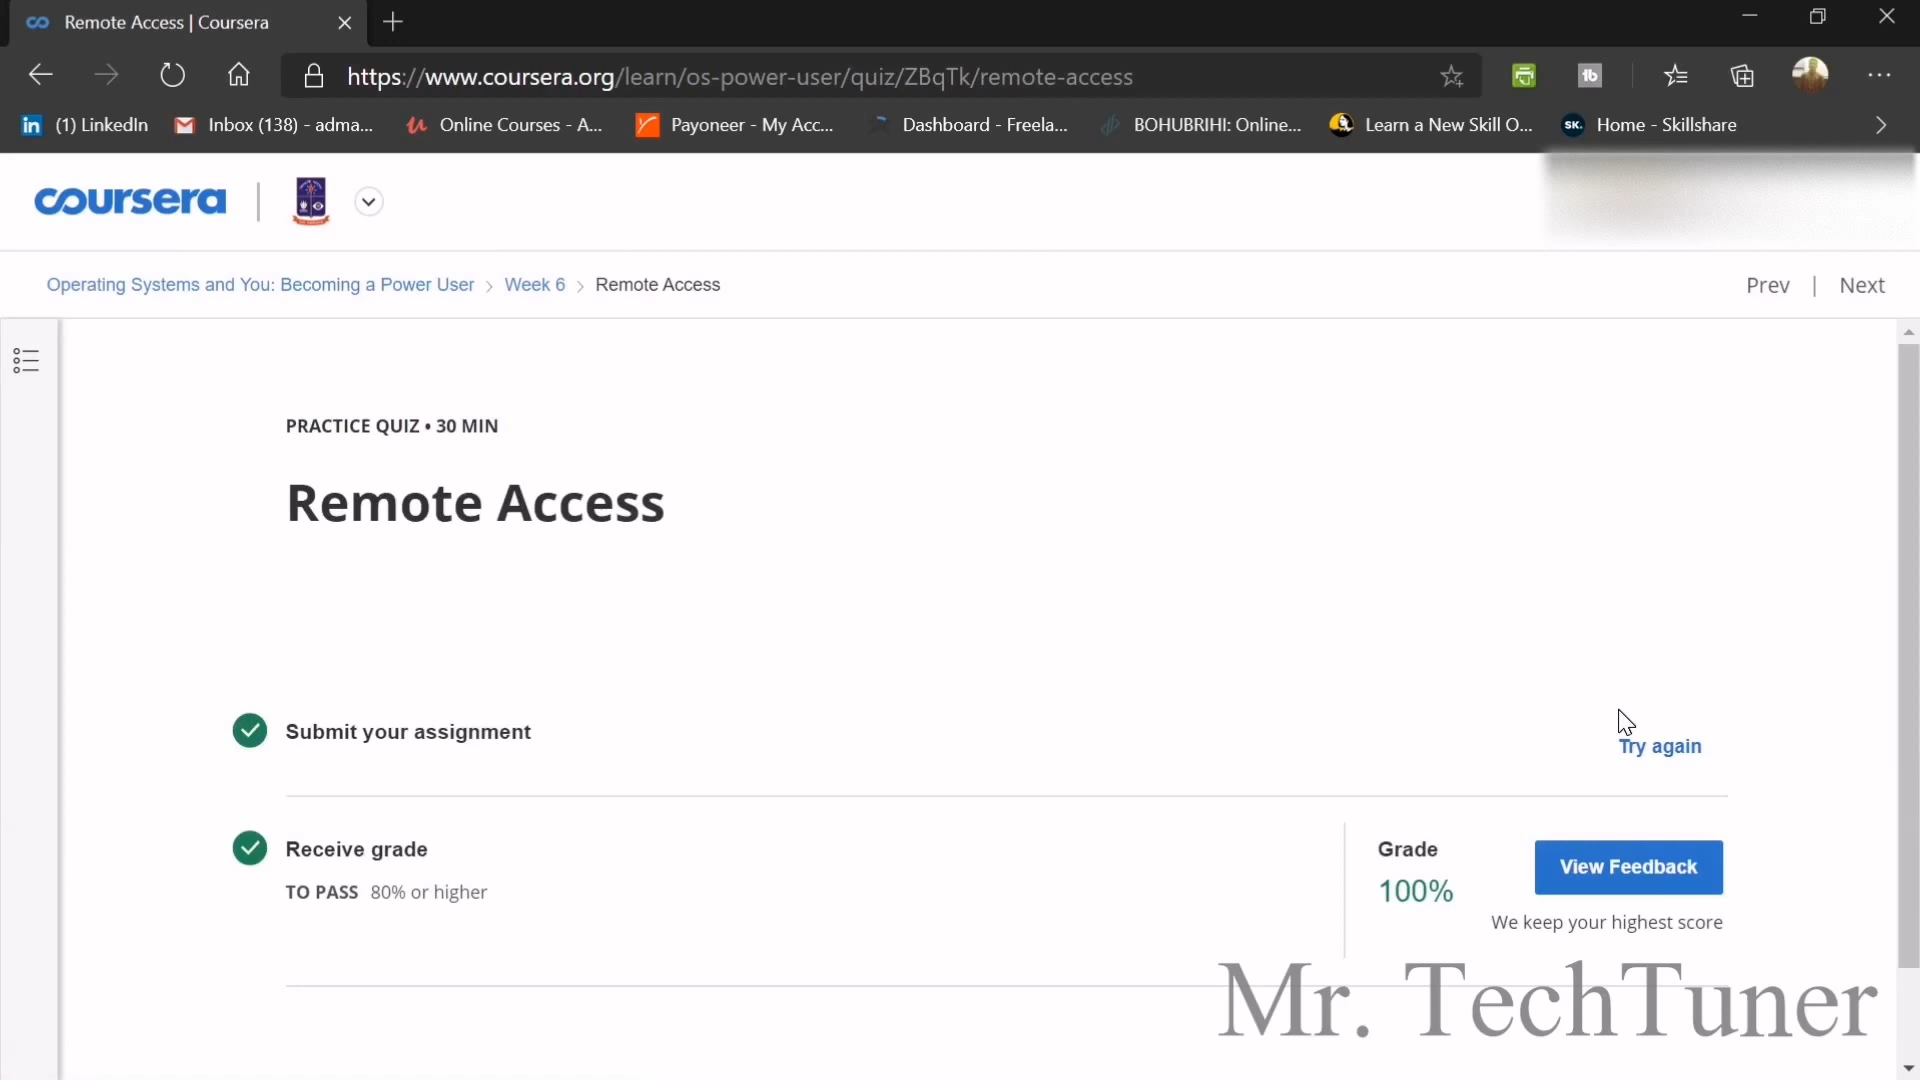 Remote Access | Coursera
https://www.coursera.org/learn/os-power-user/quiz/ZBqTk/remote-access
(1) LinkedIn
Inbox (138) - adma...
Online Courses - A...
Payoneer - My Acc...
Dashboard - Freela...
BOHUBRIHI: Online...
Learn a New Skill O...
SK.
Home - Skillshare
coursera
Operating Systems and You: Becoming a Power User > Week 6 > Remote Access
Prev | Next
PRACTICE QUIZ • 30 MIN
Remote Access
Submit your assignment
Try again
Receive grade
TO PASS 80% or higher
Grade
100%
View Feedback
We keep your highest score
Mr. TechTuner